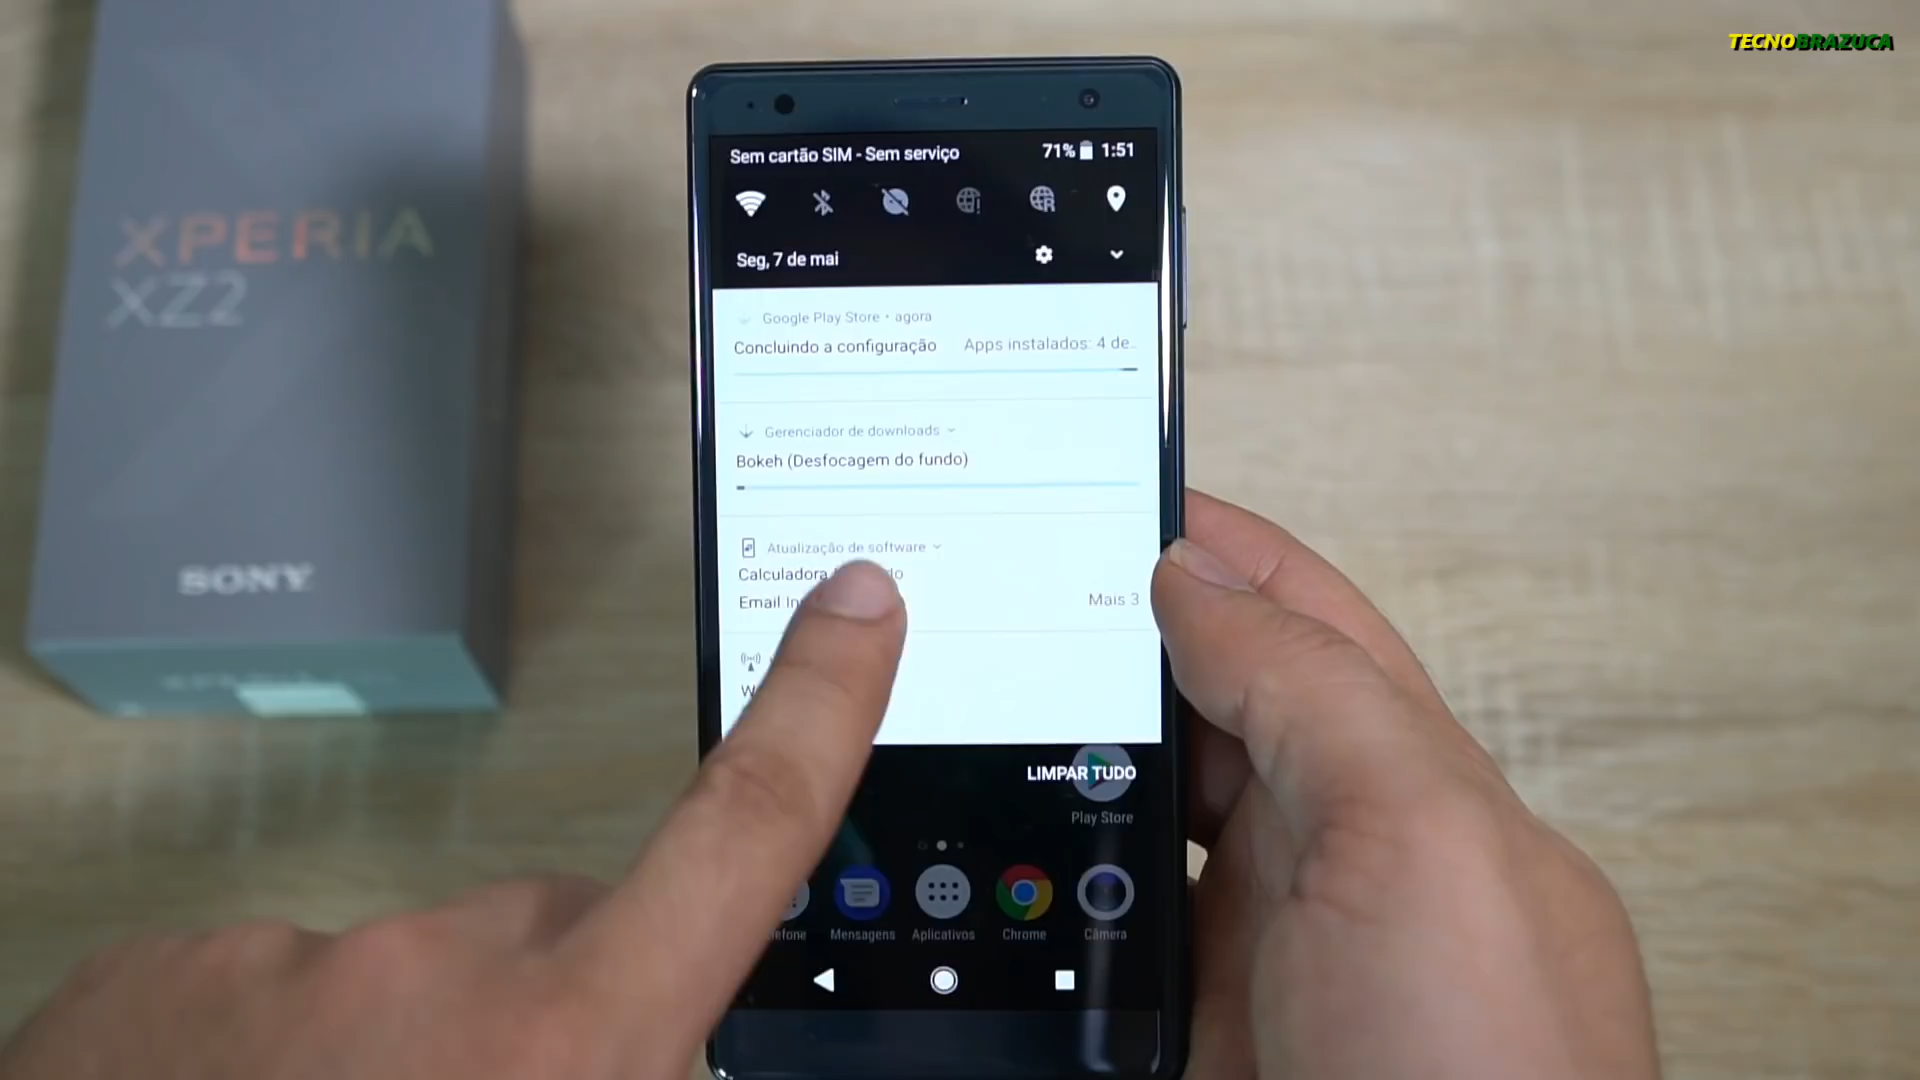 TECNOBRAZUCA
XPERIA
XZ2
SONY
Sem cartão SIM - Sem serviço
71% 1:51
Seg, 7 de mai
Google Play Store • agora
Concluindo a configuração
Apps instalados: 4 de..
Gerenciador de downloads
Bokeh (Desfocagem do fundo)
Atualização de software
Calculadora
Email
Mais 3
LIMPAR TUDO
Play Store
Mensagens
Aplicativos
Chrome
Câmera